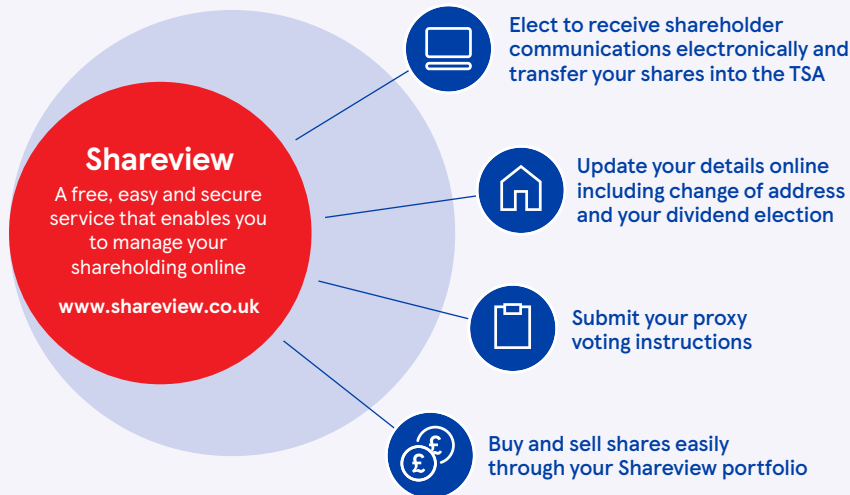 Shareview
A free, easy and secure
service that enables you
to manage your
shareholding online
www.shareview.co.uk
Elect to receive shareholder
communications electronically and
transfer your shares into the TSA
Update your details online
including change of address
and your dividend election
Submit your proxy
voting instructions
£ £
Buy and sell shares easily
through your Shareview portfolio